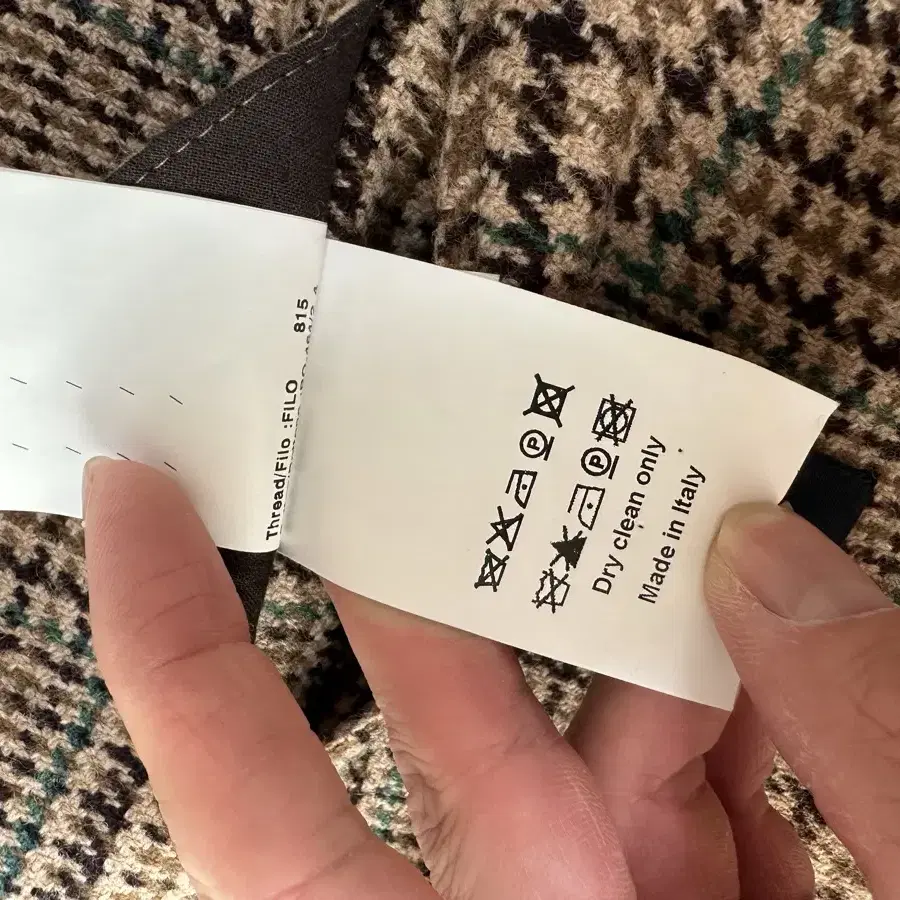 Thread/Filo :FILO 815
Ⓟ
Ⓟ
Dry clean only
Made in Italy